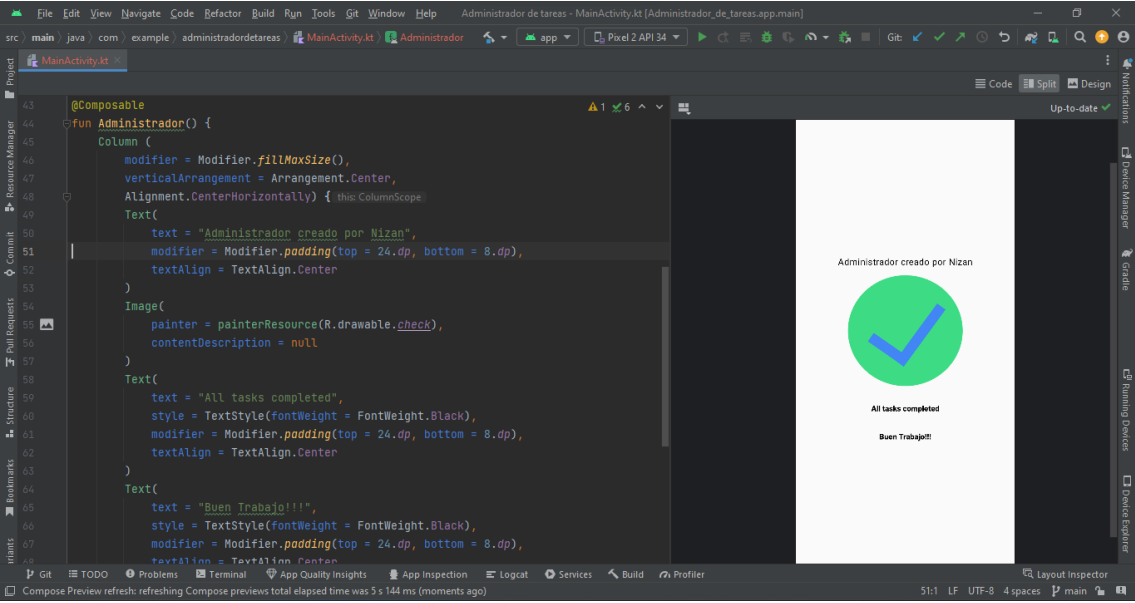 File Edit View Navigate Code Refactor Build Run Tools Git Window Help Administrador de tareas - MainActivity.kt [Administrador_de_tareas.app.main]
src main java com example administradordetareas MainActivity.kt Administrador app Pixel 2 API 34 Git:
MainActivity.kt
Code Split Design
Up-to-date
Project
Resource Manager
Commit
Pull Requests
Structure
Bookmarks
riants
43 @Composable 1 6
44 fun Administrador() {
45 Column (
46 modifier = Modifier.fillMaxSize(),
47 verticalArrangement = Arrangement.Center,
48 Alignment.CenterHorizontally) { this: ColumnScope
49 Text(
50 text = "Administrador creado por Nizan",
51 modifier = Modifier.padding(top = 24.dp, bottom = 8.dp),
52 textAlign = TextAlign.Center
53 )
54 Image(
55 painter = painterResource(R.drawable.check),
56 contentDescription = null
57 )
58 Text(
59 text = "All tasks completed",
60 style = TextStyle(fontWeight = FontWeight.Black),
61 modifier = Modifier.padding(top = 24.dp, bottom = 8.dp),
62 textAlign = TextAlign.Center
63 )
64 Text(
65 text = "Buen Trabajo!!!",
66 style = TextStyle(fontWeight = FontWeight.Black),
67 modifier = Modifier.padding(top = 24.dp, bottom = 8.dp),
68 textAlign = TextAlign.Center
Administrador creado por Nizan
All tasks completed
Buen Trabajo!!!
Notifications
Device Manager
Gradle
Running Devices
Device Explorer
Git TODO Problems Terminal App Quality Insights App Inspection Logcat Services Build Profiler Layout Inspector
Compose Preview refresh: refreshing Compose previews total elapsed time was 5 s 144 ms (moments ago) 51:1 LF UTF-8 4 spaces main